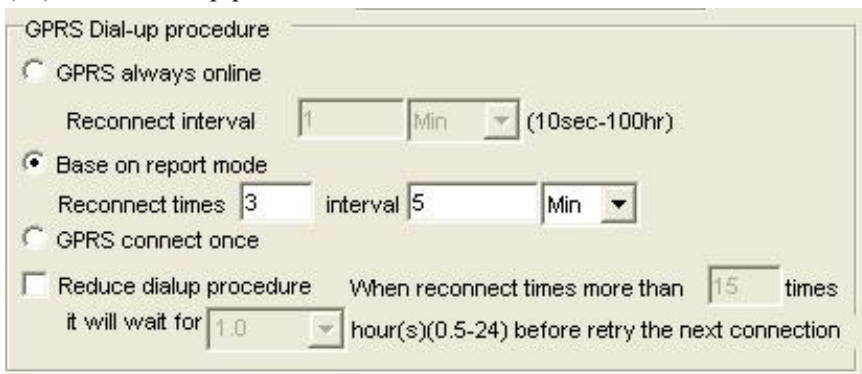 GPRS Dial-up procedure
GPRS always online
Reconnect interval 1 Min (10sec-100hr)
Base on report mode
Reconnect times 3 interval 5 Min
GPRS connect once
Reduce dialup procedure When reconnect times more than 15 times
it will wait for 1.0 hour(s)(0.5-24) before retry the next connection